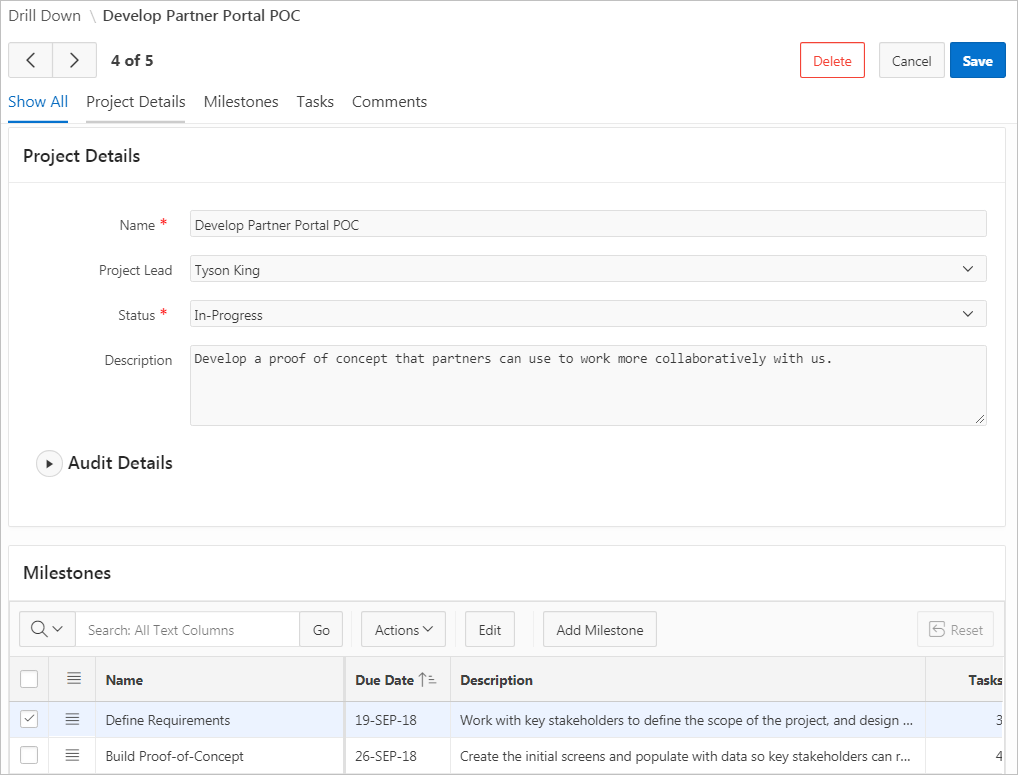 Drill Down \ Develop Partner Portal POC
4 of 5 Delete Cancel Save
Show All Project Details Milestones Tasks Comments
Project Details
Name * Develop Partner Portal POC
Project Lead Tyson King
Status * In-Progress
Description Develop a proof of concept that partners can use to work more collaboratively with us.
Audit Details
Milestones
Search: All Text Columns Go Actions Edit Add Milestone Reset
Name Due Date Description Tasks
Define Requirements 19-SEP-18 Work with key stakeholders to define the scope of the project, and design ... 3
Build Proof-of-Concept 26-SEP-18 Create the initial screens and populate with data so key stakeholders can r... 4